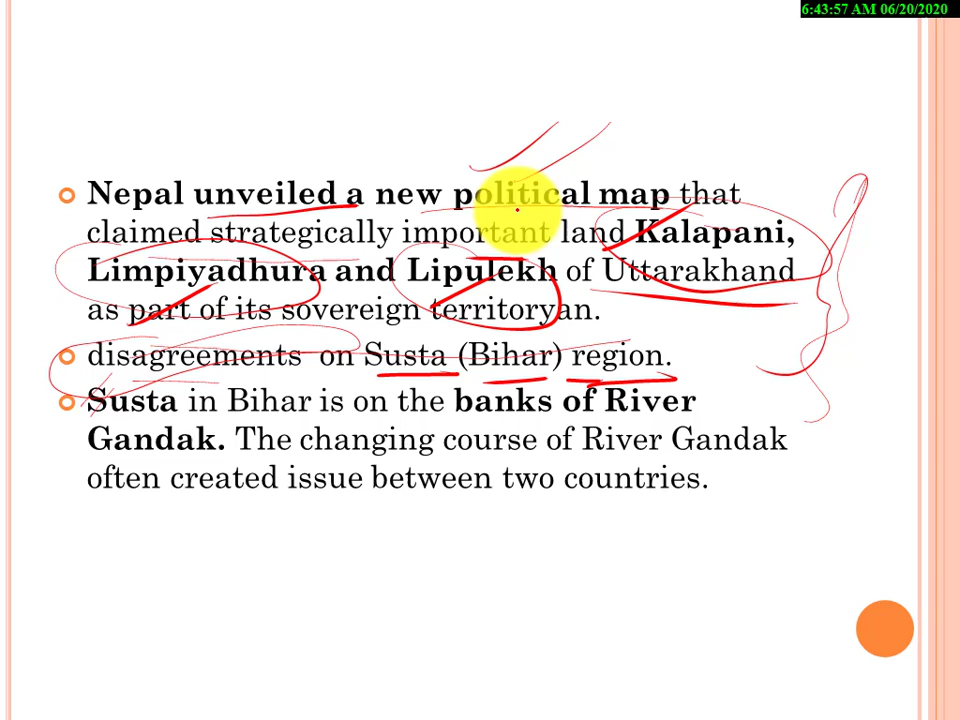 6:43:57 AM 06/20/2020
Nepal unveiled a new political map that
claimed strategically important land Kalapani,
Limpiyadhura and Lipulekh of Uttarakhand
as part of its sovereign territoryan.
disagreements on Susta (Bihar) region.
Susta in Bihar is on the banks of River
Gandak. The changing course of River Gandak
often created issue between two countries.